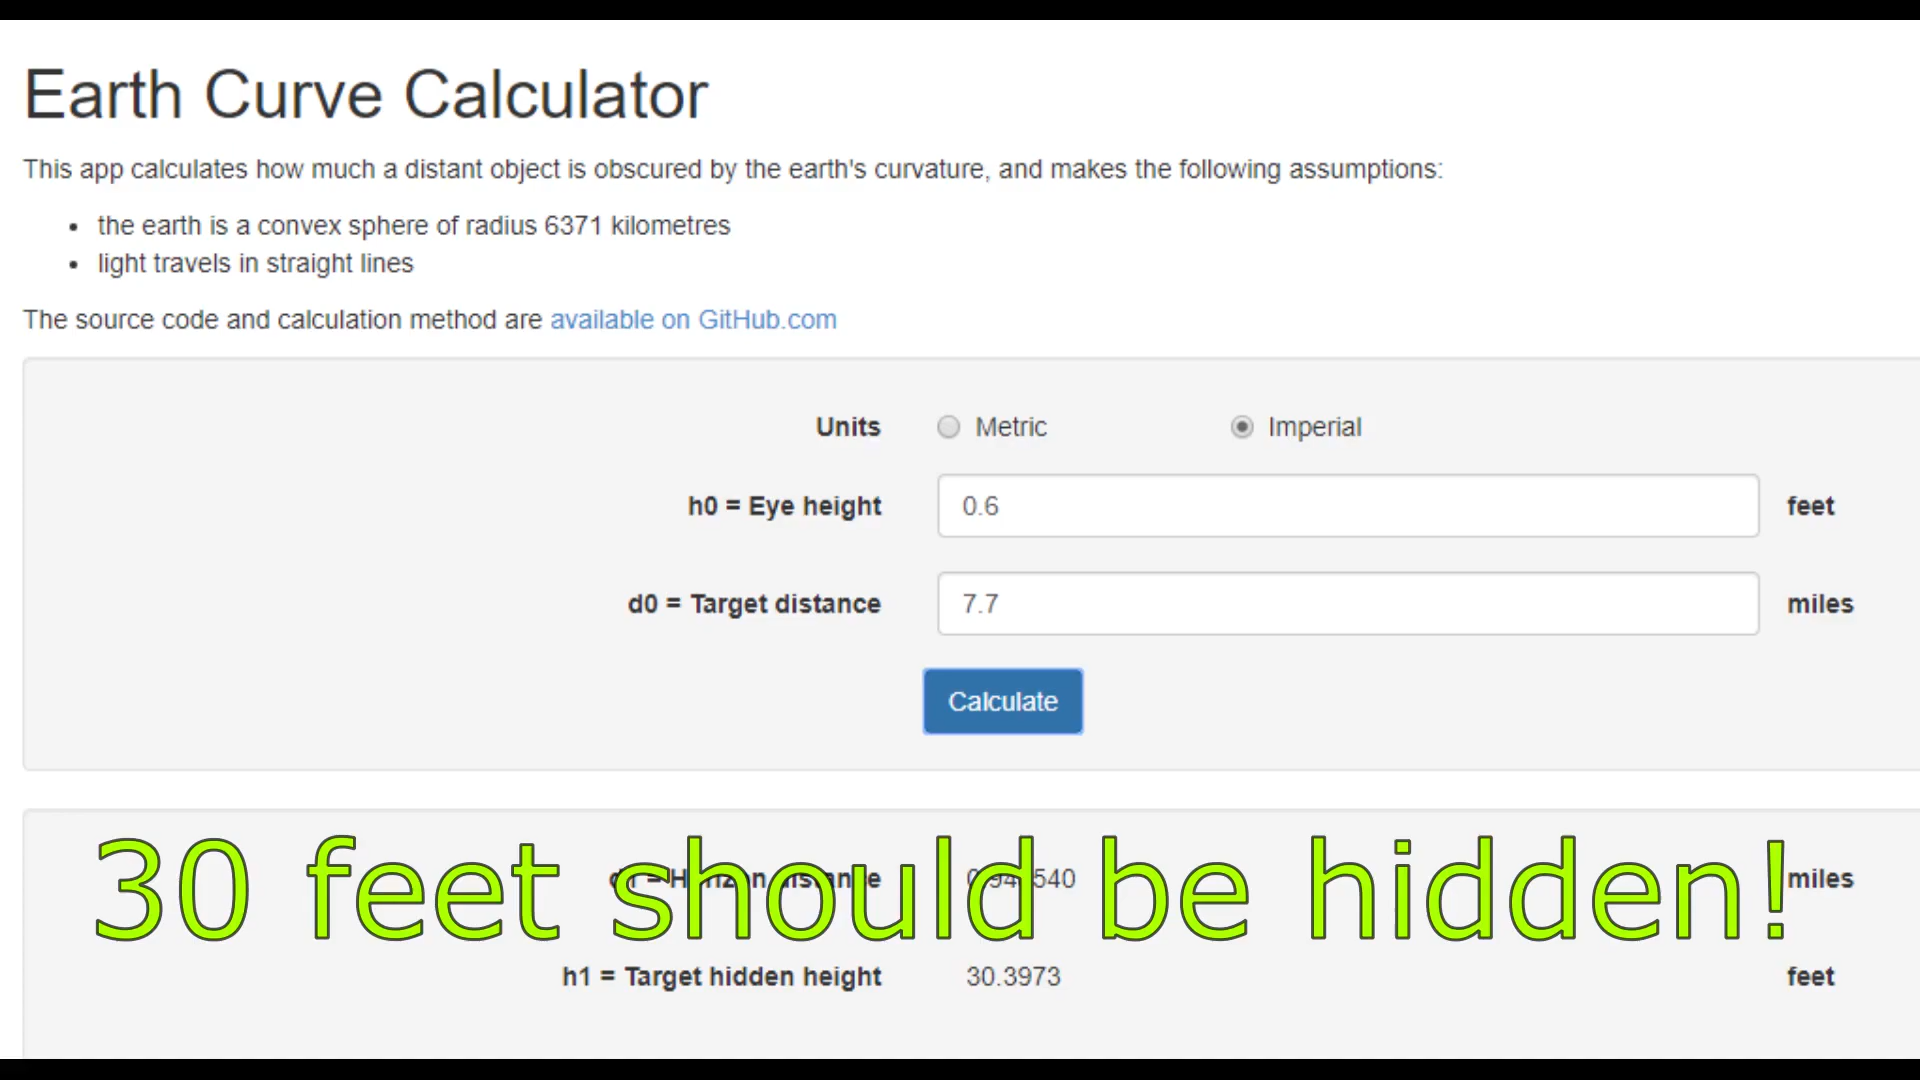 Earth Curve Calculator
This app calculates how much a distant object is obscured by the earth's curvature, and makes the following assumptions:
• the earth is a convex sphere of radius 6371 kilometres
• light travels in straight lines
The source code and calculation method are available on GitHub.com
Units Metric Imperial
h0 = Eye height 0.6 feet
d0 = Target distance 7.7 miles
Calculate
30 feet should be hidden!
d1 = Horizon distance miles
h1 = Target hidden height 30.3973 feet